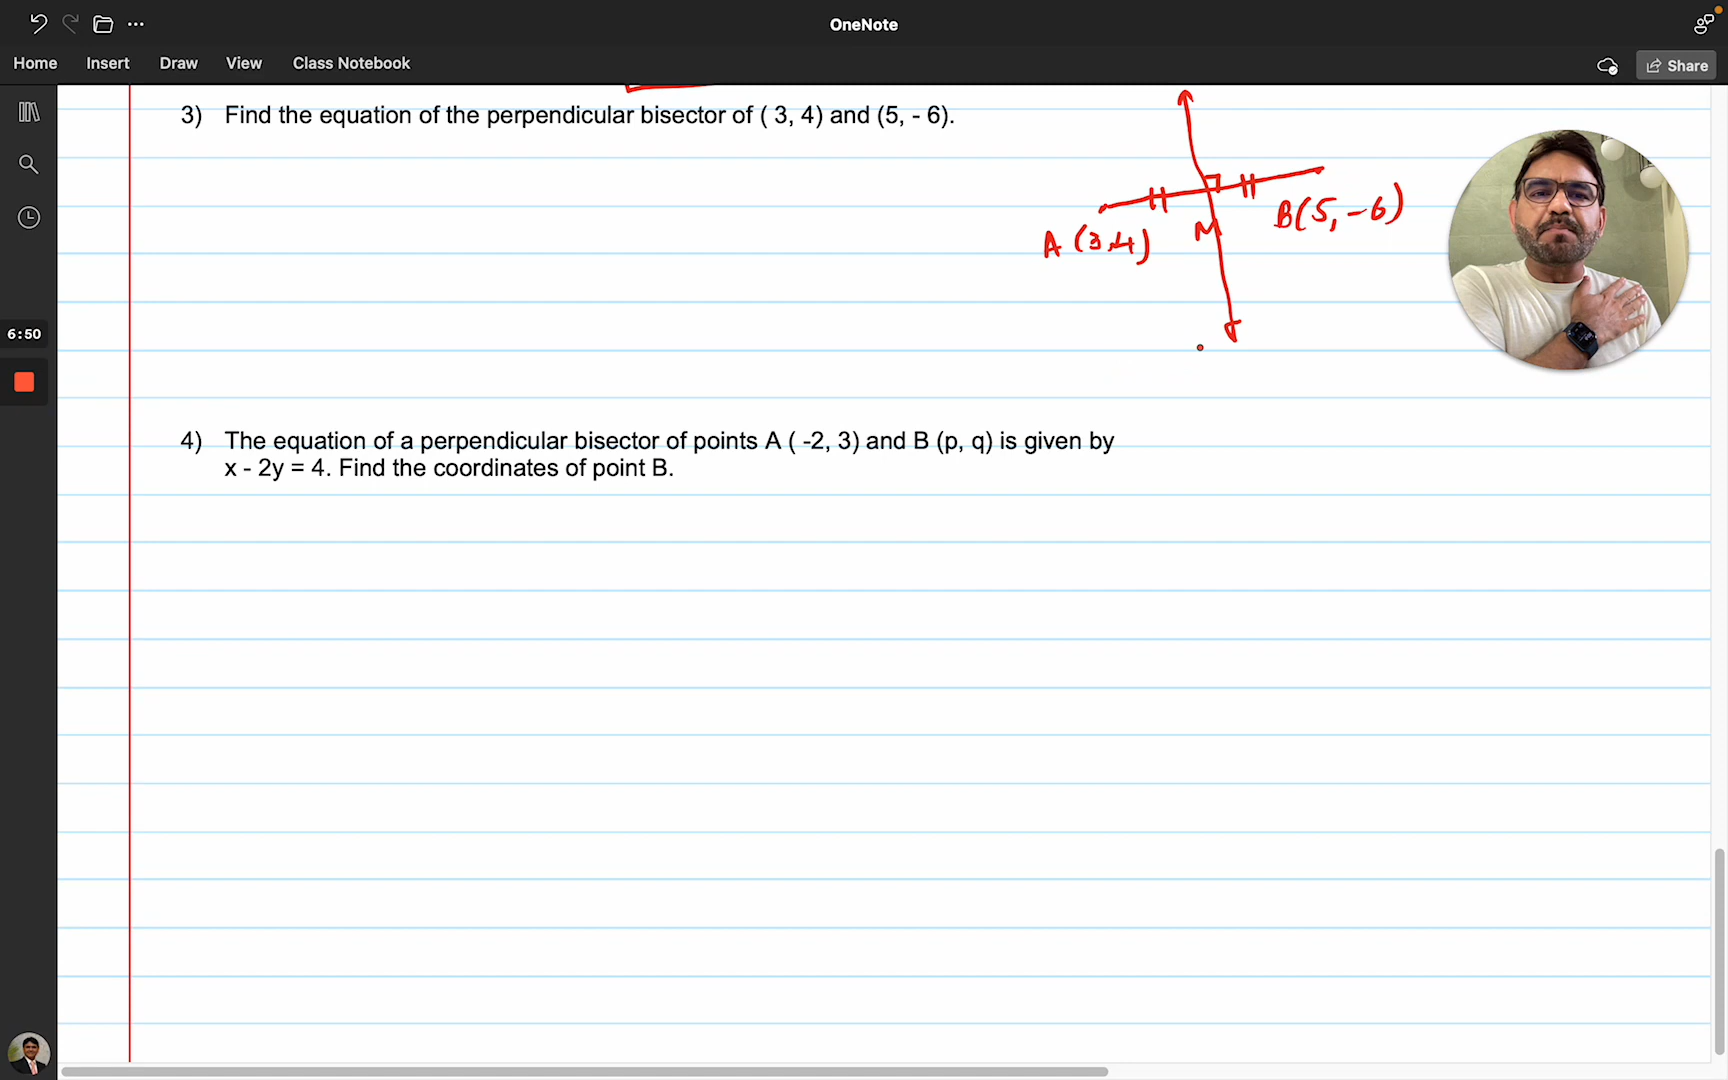 OneNote
Home Insert Draw View Class Notebook
Share
3) Find the equation of the perpendicular bisector of ( 3, 4) and (5, - 6).
A (3,4) M B(5, -6)
6:50
4) The equation of a perpendicular bisector of points A ( -2, 3) and B (p, q) is given by
x - 2y = 4. Find the coordinates of point B.